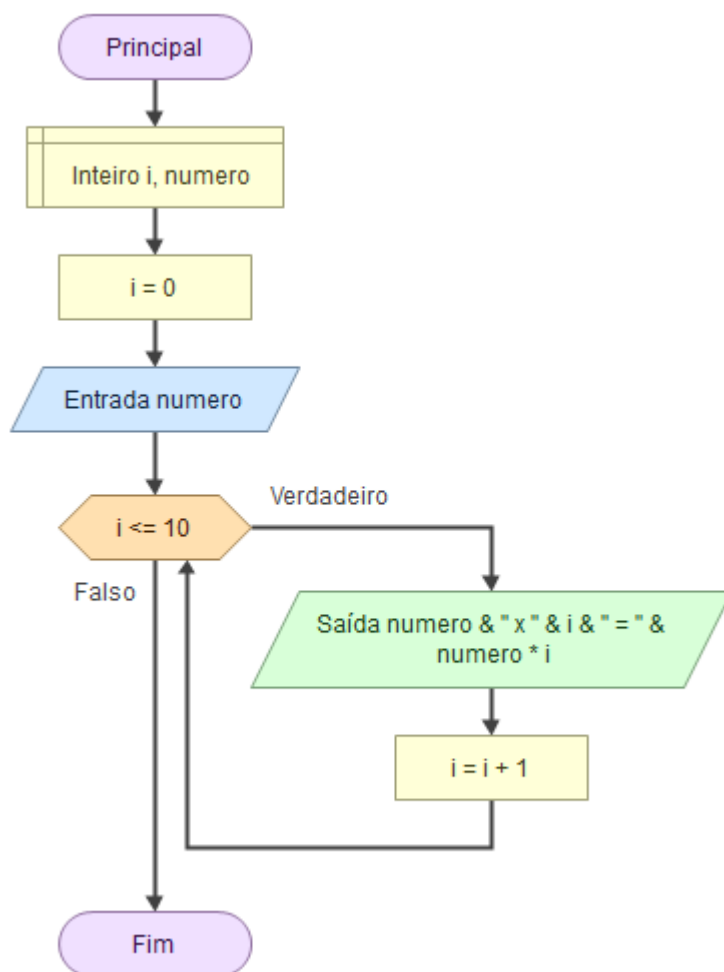 Principal
Inteiro i, numero
i = 0
Entrada numero
i <= 10
Verdadeiro
Falso
Saída numero & " x " & i & " = " &
numero * i
i = i + 1
Fim